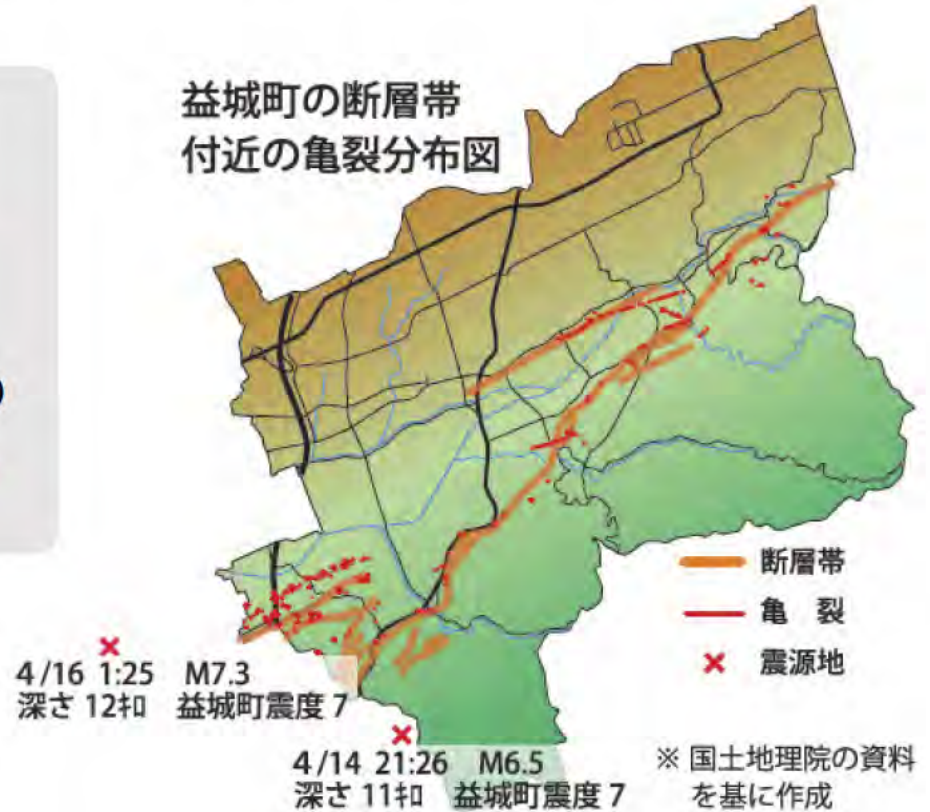 益城町の断層帯
付近の亀裂分布図
断層帯
亀 裂
× 震源地
4/16 1:25 M7.3
深さ 12㌔ 益城町震度 7
4/14 21:26 M6.5
深さ 11㌔ 益城町震度 7
※ 国土地理院の資料
を基に作成